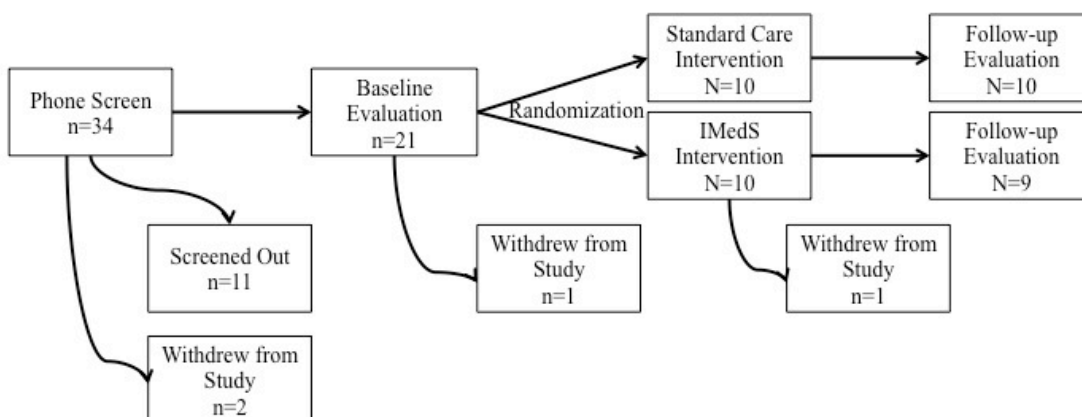 Phone Screen
n=34
Baseline
Evaluation
n=21
Randomization
Standard Care
Intervention
N=10
Follow-up
Evaluation
N=10
IMedS
Intervention
N=10
Follow-up
Evaluation
N=9
Screened Out
n=11
Withdrew from
Study
n=1
Withdrew from
Study
n=1
Withdrew from
Study
n=2